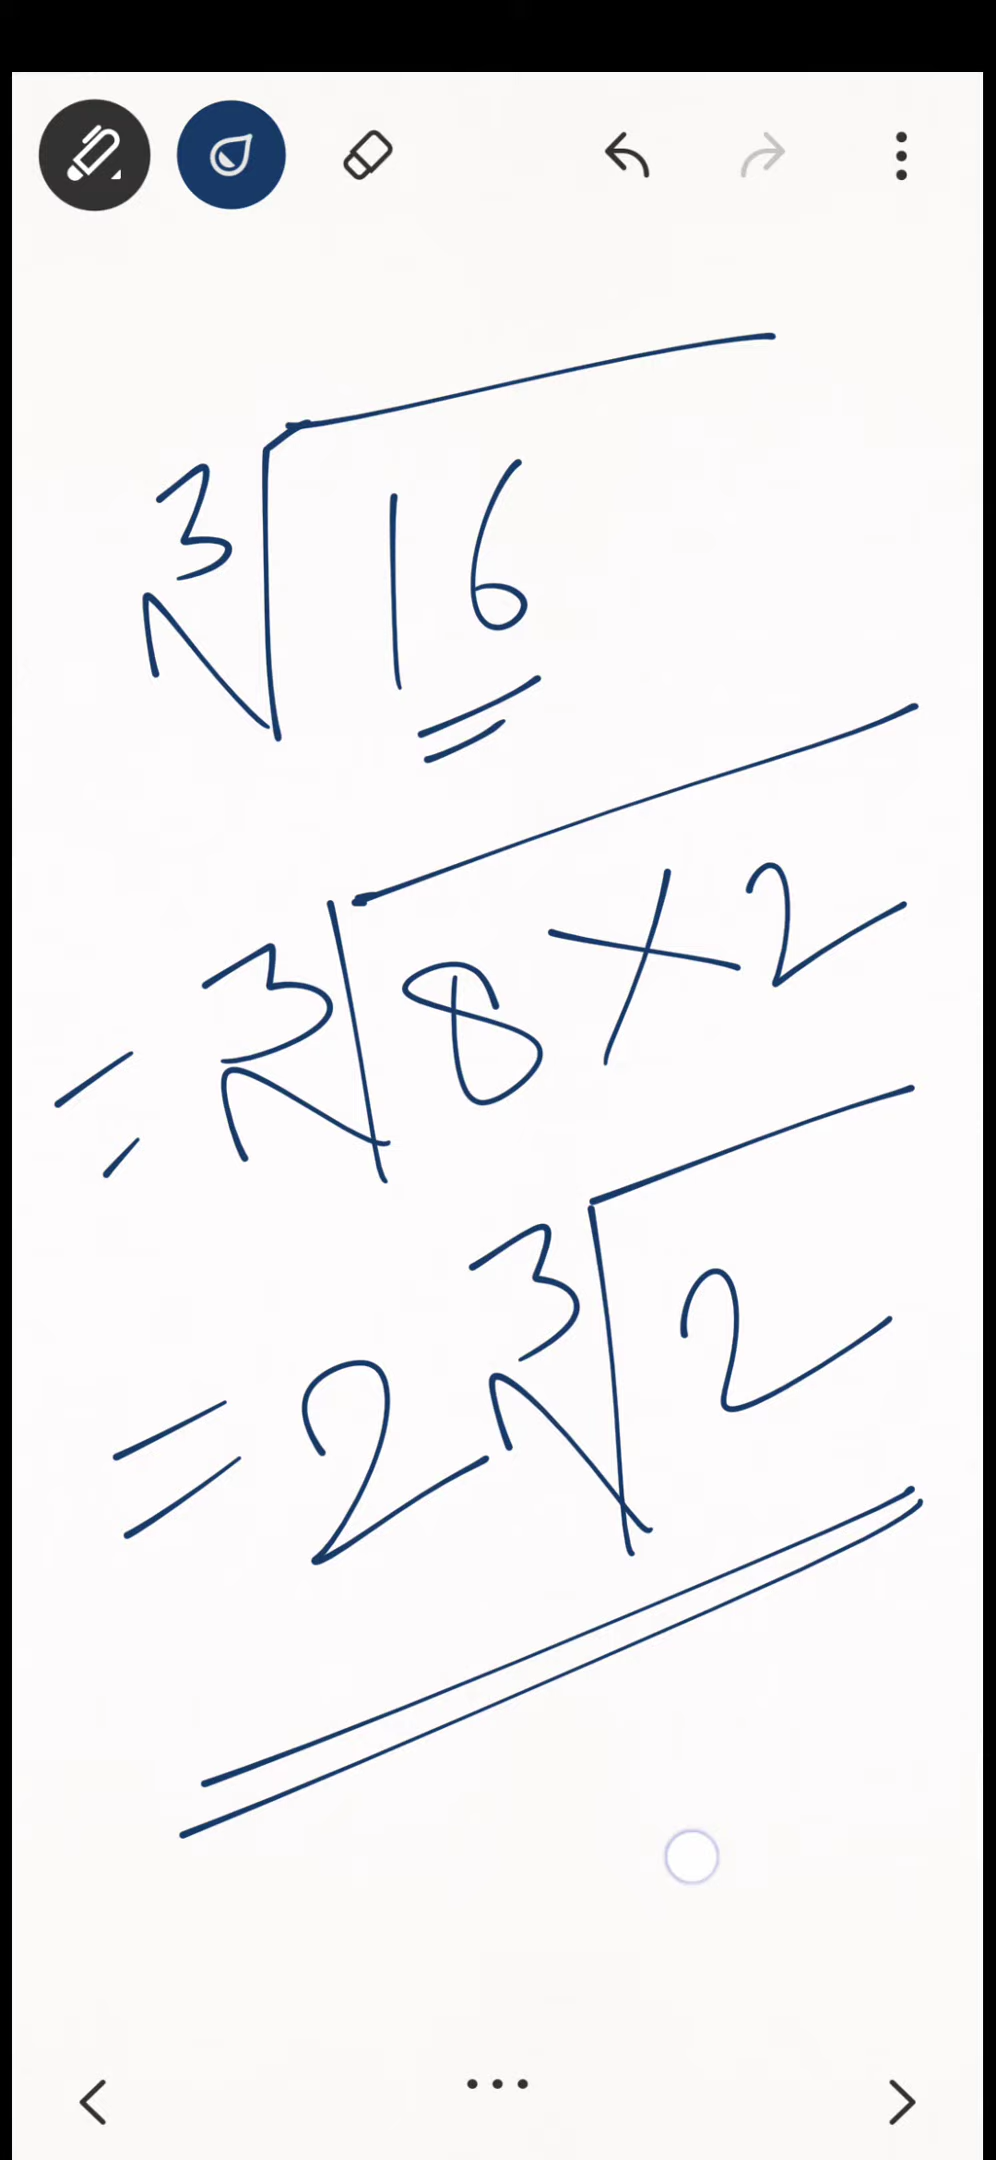 ∛16
= ∛8×2
= 2∛2